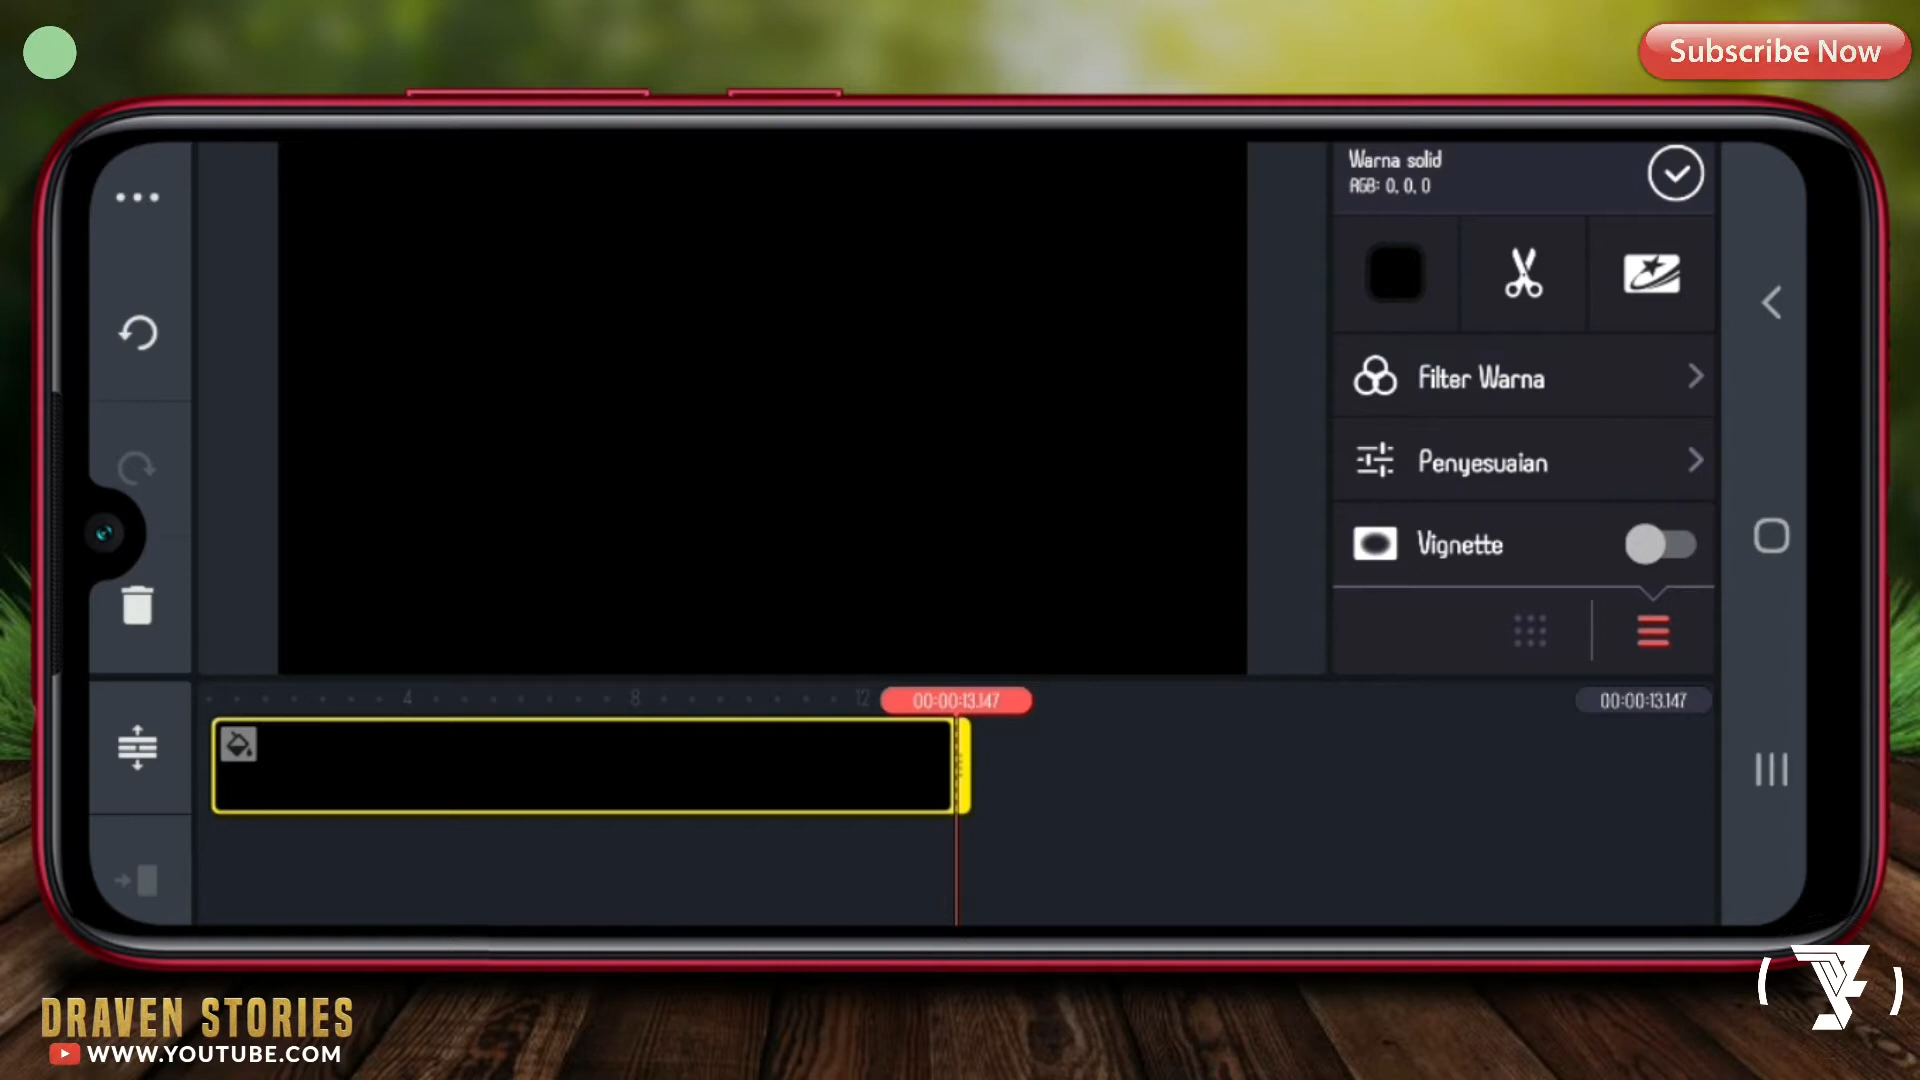 Subscribe Now
Warna solid
RGB: 0, 0, 0
Filter Warna
Penyesuaian
Vignette
4
8
12
00:00:13.147
00:00:13.147
DRAVEN STORIES
WWW.YOUTUBE.COM